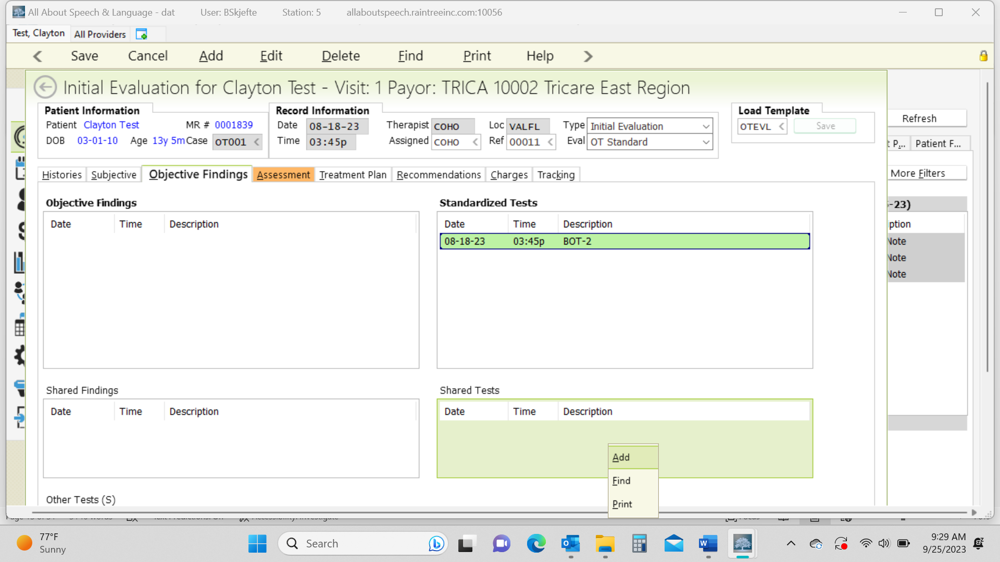 All About Speech & Language - dat User: BSkjefte Station: 5 allaboutspeech.raintreeinc.com:10056
Test, Clayton All Providers
Save Cancel Add Edit Delete Find Print Help
Initial Evaluation for Clayton Test - Visit: 1 Payor: TRICA 10002 Tricare East Region
Patient Information Record Information Load Template
Patient Clayton Test MR # 0001839 Date 08-18-23 Therapist COHO Loc VALFL Type Initial Evaluation OTEVL Save Refresh
DOB 03-01-10 Age 13y 5m Case OT001 Time 03:45p Assigned COHO Ref 00011 Eval OT Standard
t P... Patient F...
Histories Subjective Objective Findings Assessment Treatment Plan Recommendations Charges Tracking More Filters
Objective Findings Standardized Tests -23)
Date Time Description Date Time Description ption
08-18-23 03:45p BOT-2 Note
Note
Note
Shared Findings Shared Tests
Date Time Description Date Time Description
Add
Find
Print
Other Tests (S)
77°F
Sunny
Search
9:29 AM
9/25/2023